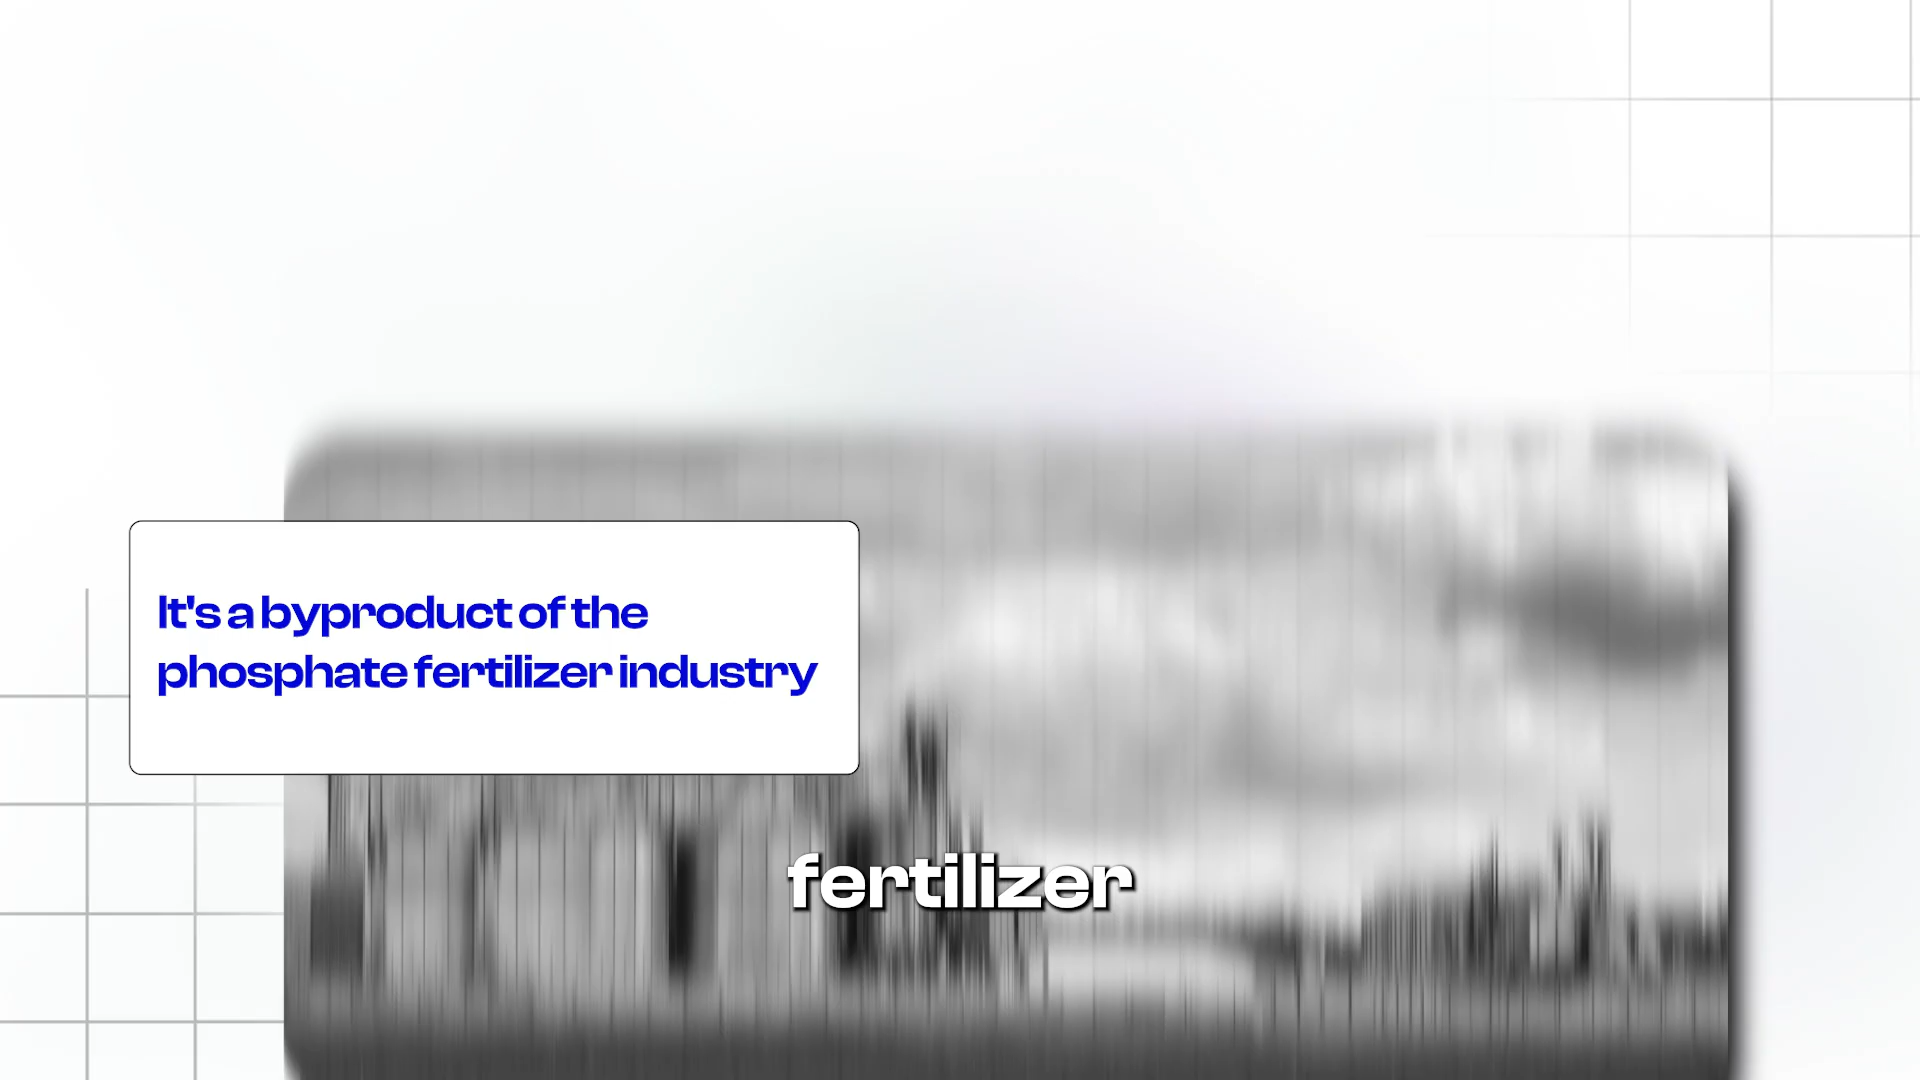 It's a byproduct of the
phosphate fertilizer industry
fertilizer